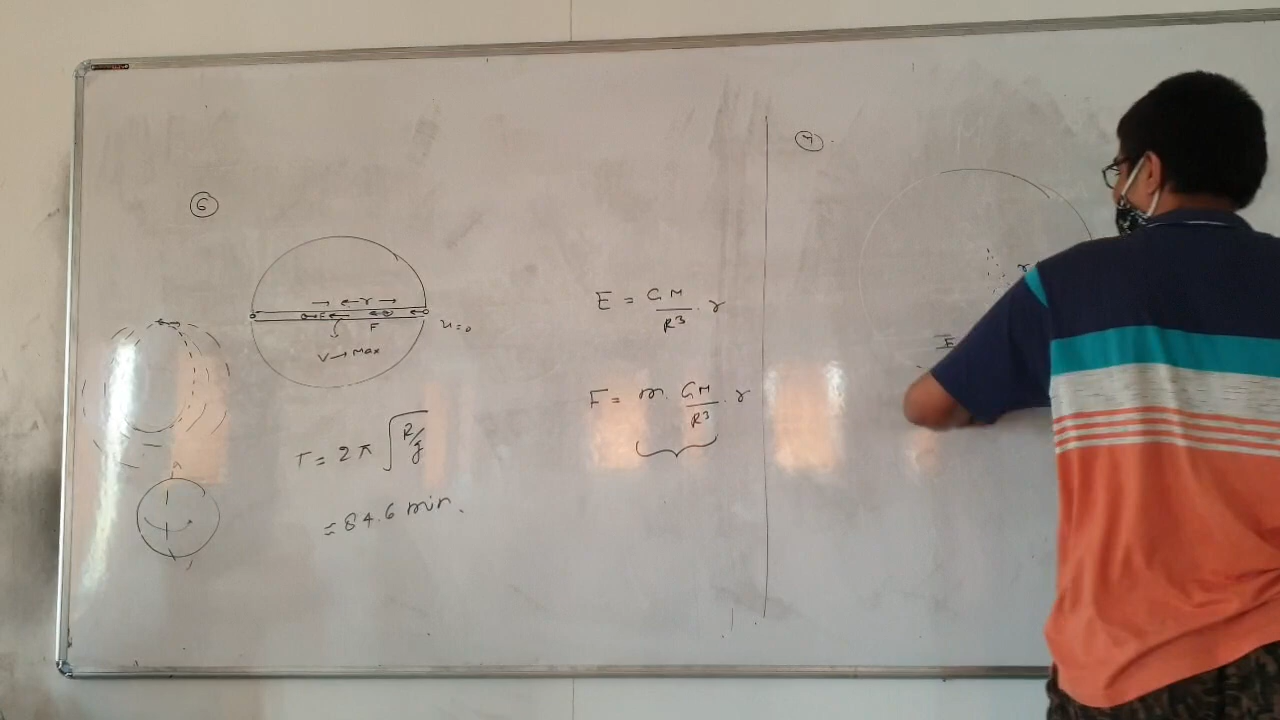 6
← r →
F
u=0
V→Max
T = 2π √R/g
≈ 84.6 min.
E = GM/R³ . r
F = m. GM/R³ . r
7
r